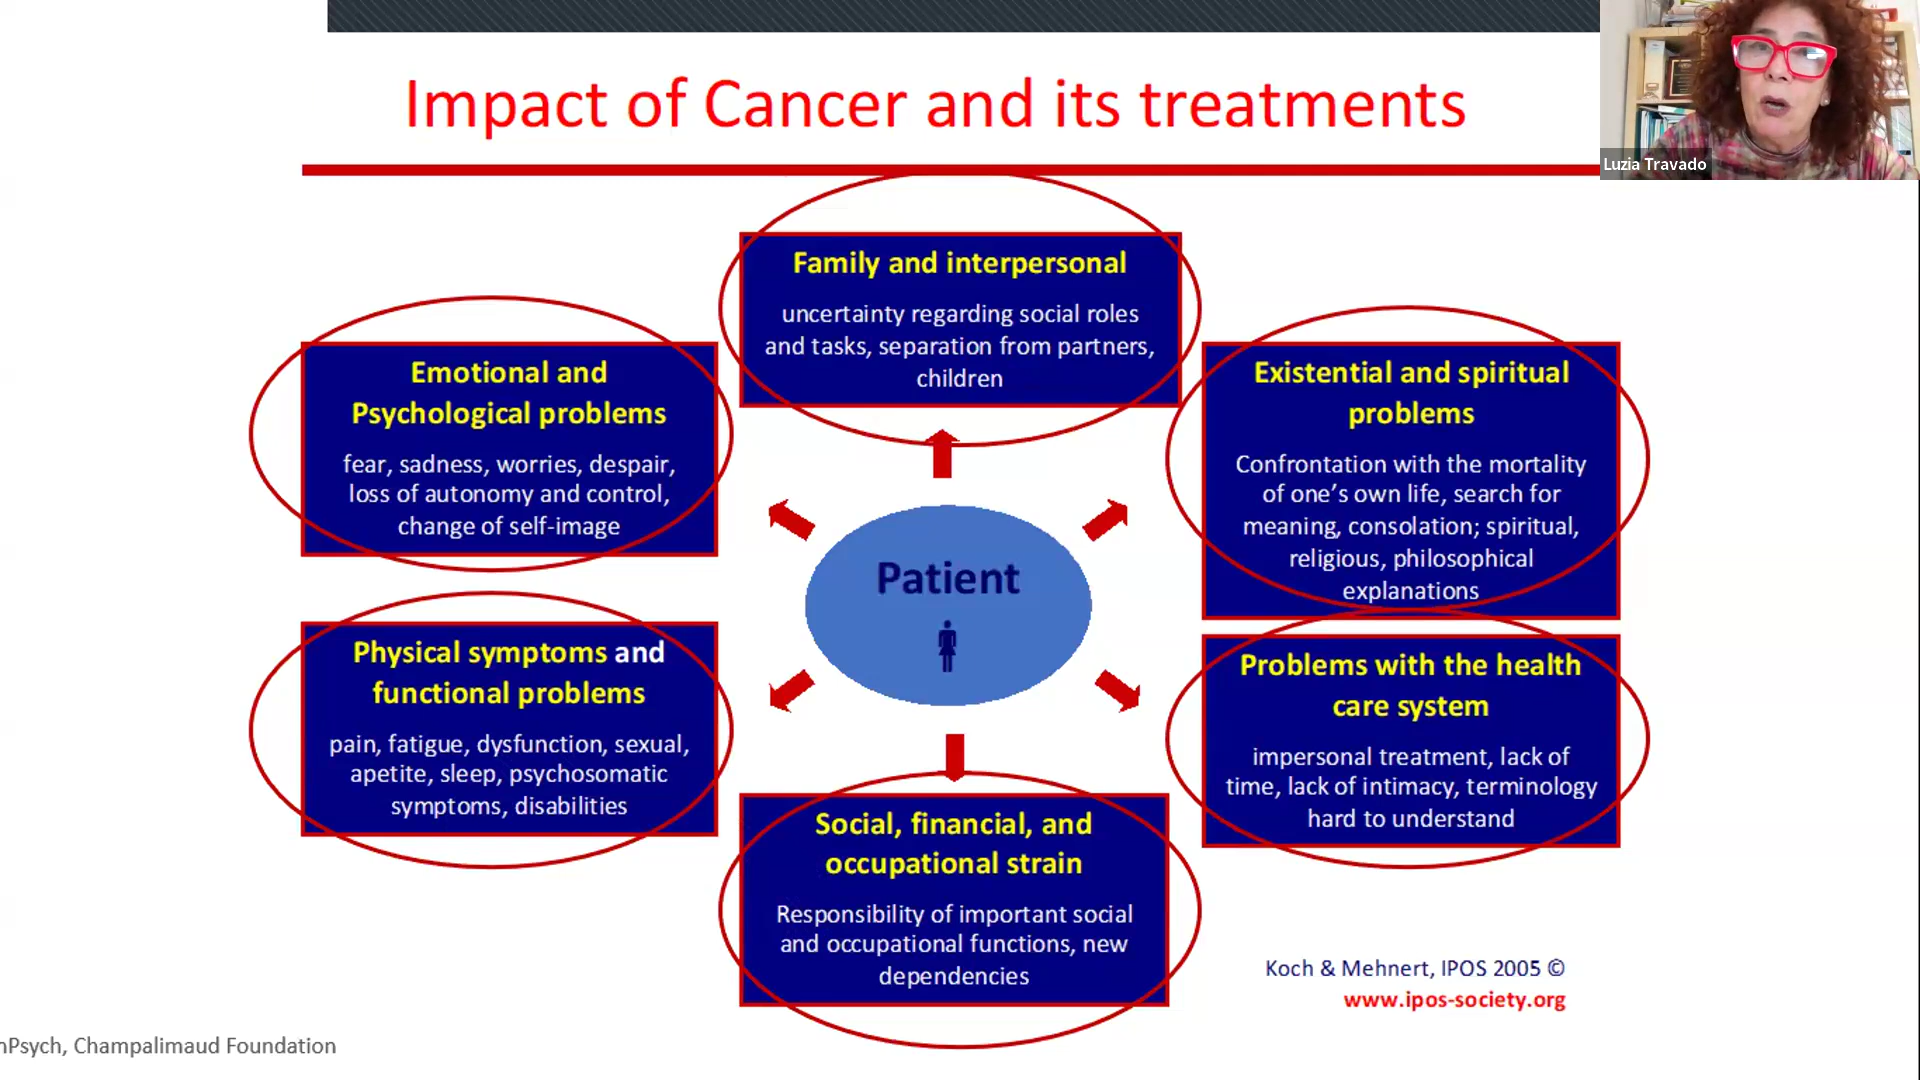 Impact of Cancer and its treatments
Luzia Travado
Family and interpersonal
uncertainty regarding social roles
and tasks, separation from partners,
children
Emotional and
Psychological problems
fear, sadness, worries, despair,
loss of autonomy and control,
change of self-image
Existential and spiritual
problems
Confrontation with the mortality
of one’s own life, search for
meaning, consolation; spiritual,
religious, philosophical
explanations
Patient
Physical symptoms and
functional problems
pain, fatigue, dysfunction, sexual,
apetite, sleep, psychosomatic
symptoms, disabilities
Problems with the health
care system
impersonal treatment, lack of
time, lack of intimacy, terminology
hard to understand
Social, financial, and
occupational strain
Responsibility of important social
and occupational functions, new
dependencies
Koch & Mehnert, IPOS 2005 ©
www.ipos-society.org
nPsych, Champalimaud Foundation